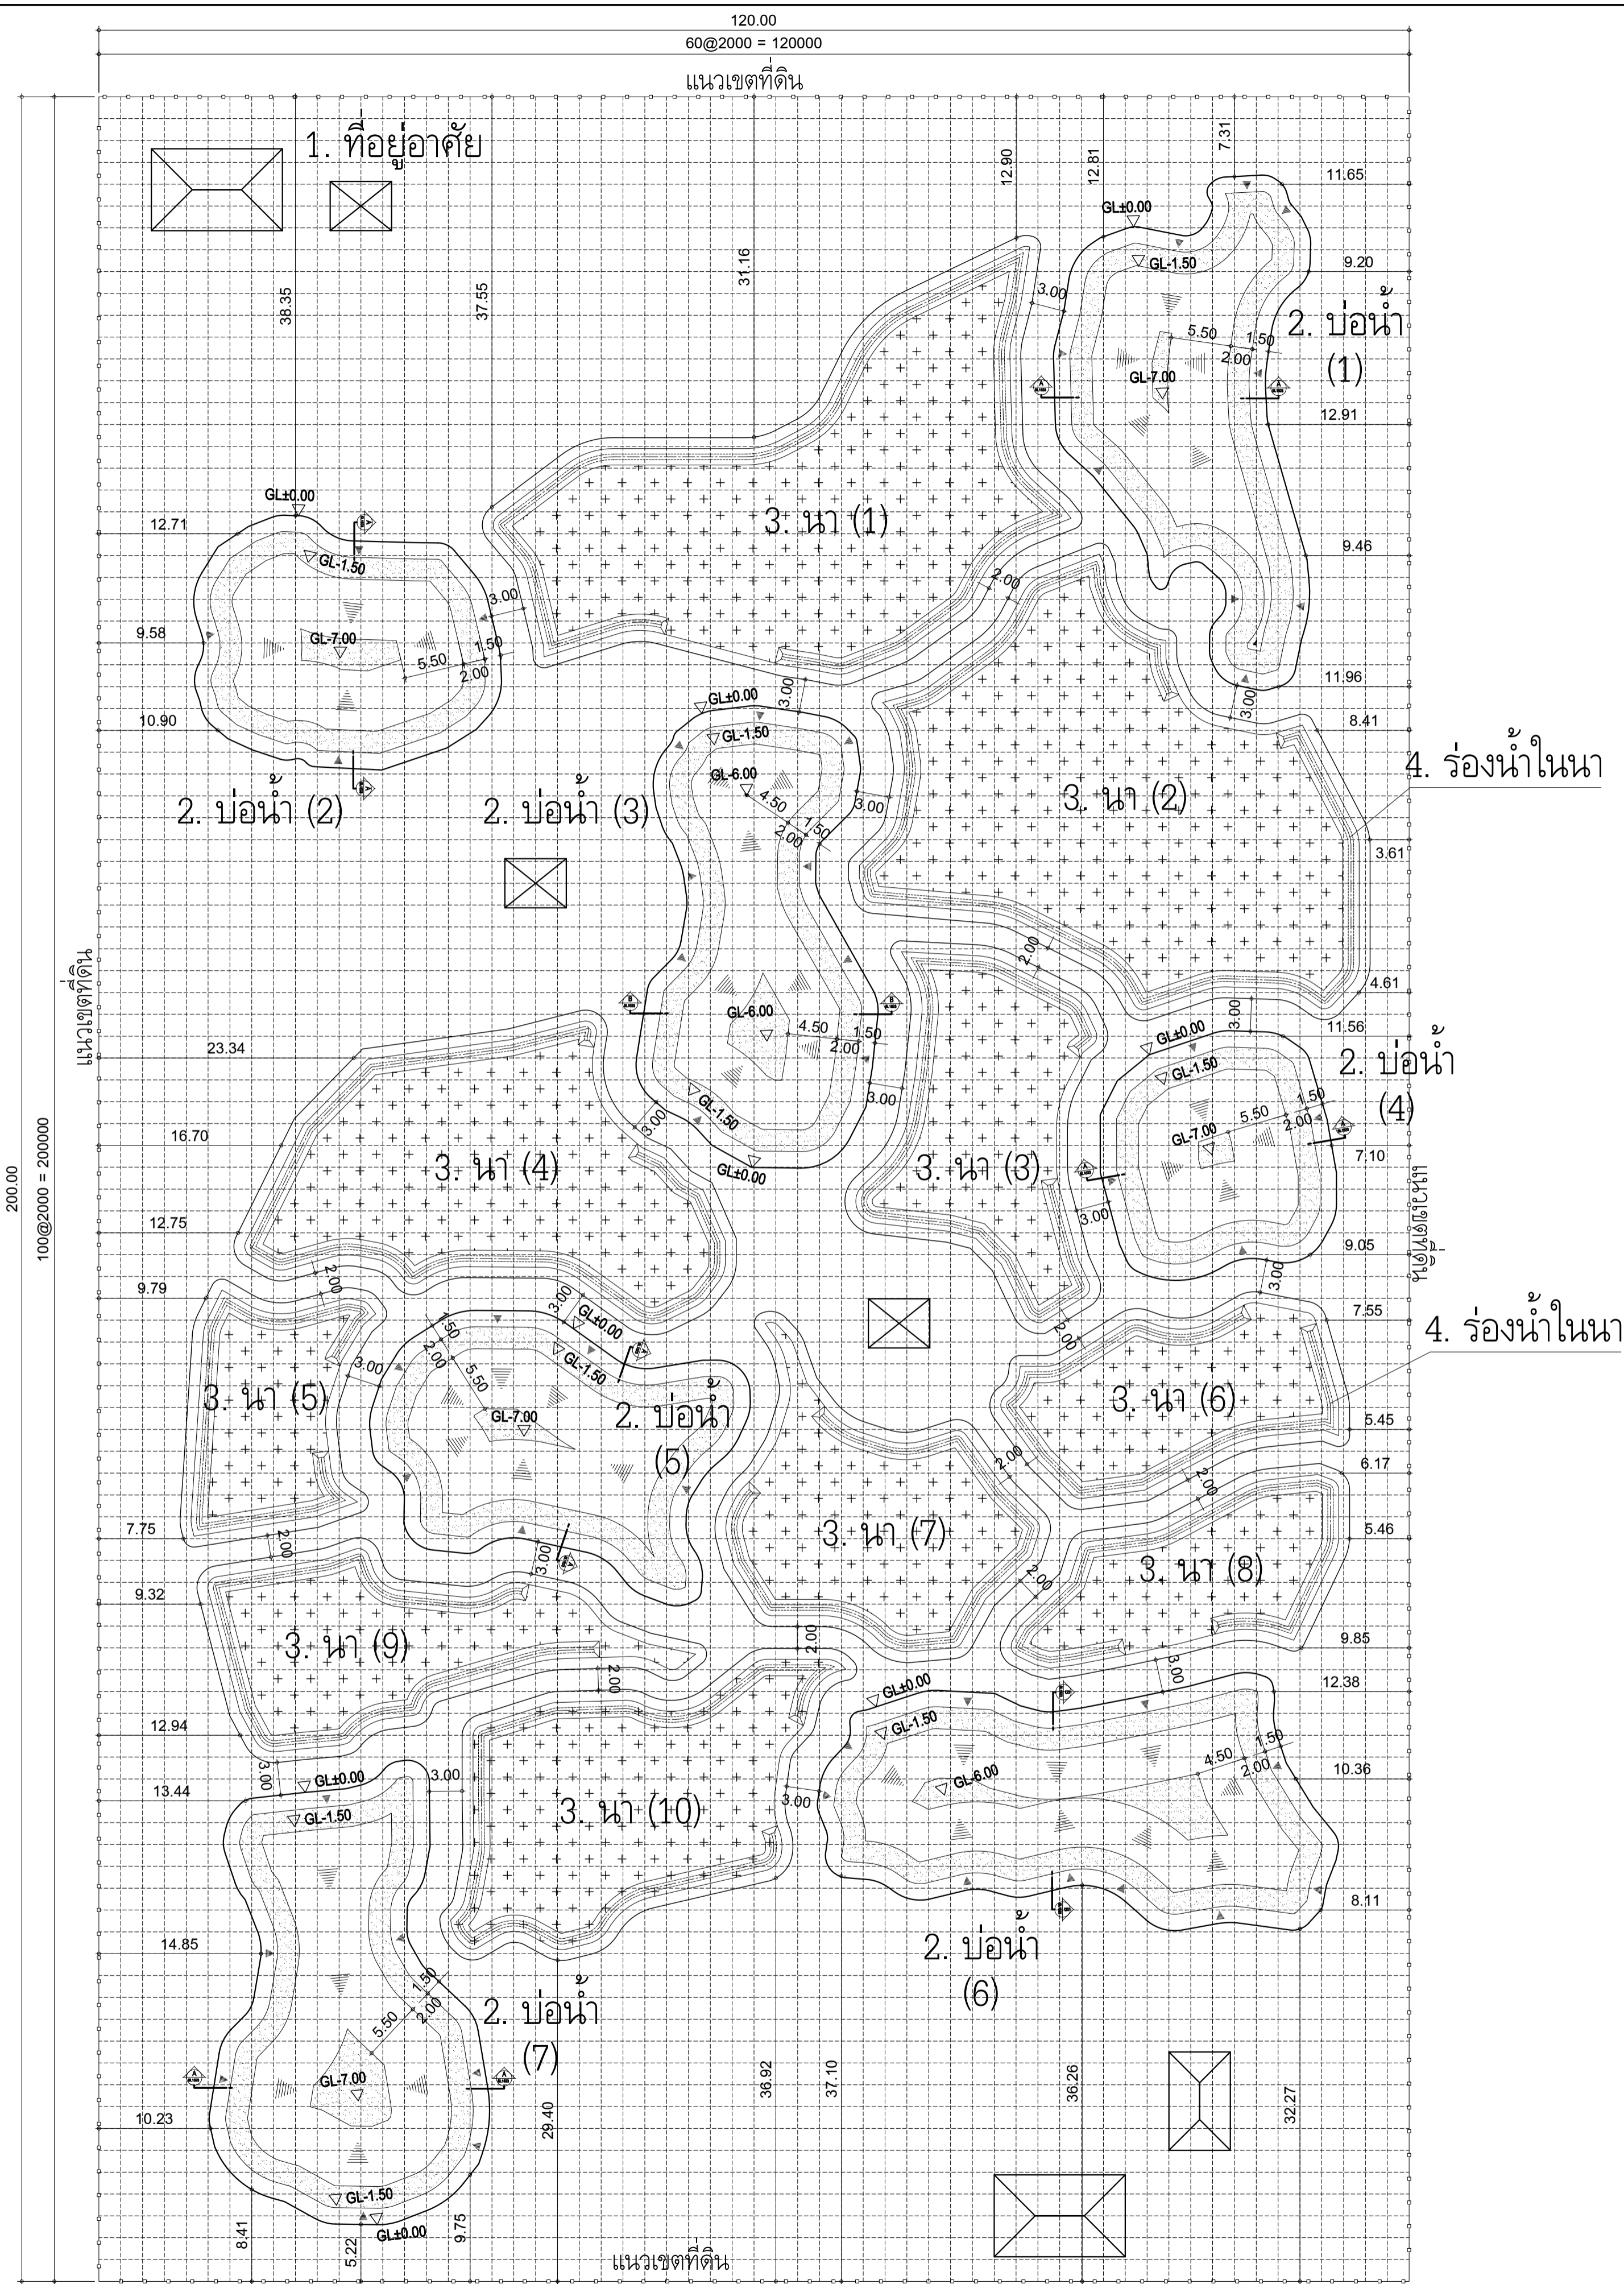 120.00
60@2000 = 120000
แนวเขตที่ดิน
1. ที่อยู่อาศัย
7.31
12.90
12.81
11.65
GL±0.00
31.16
GL-1.50
9.20
38.35
37.55
3.00
2. บ่อน้ำ
(1)
5.50
1.50
2.00
GL-7.00
12.91
GL±0.00
12.71
3. นา (1)
GL-1.50
9.46
2.00
3.00
9.58
GL-7.00
1.50
5.50
2.00
11.96
3.00
GL±0.00
3.00
10.90
8.41
GL-1.50
4. ร่องน้ำในนา
GL-6.00
2. บ่อน้ำ (2)
2. บ่อน้ำ (3)
3. นา (2)
4.50
3.00
1.50
2.00
3.61
แนวเขตที่ดิน
2.00
4.61
GL-6.00
3.00
4.50
1.50
2.00
GL±0.00
11.56
23.34
2. บ่อน้ำ
(4)
GL-1.50
3.00
GL-1.50
5.50
1.50
2.00
3.00
GL-7.00
16.70
7.10
200.00
100@2000 = 200000
3. นา (4)
3. นา (3)
GL±0.00
แนวเขตที่ดิน
3.00
12.75
9.05
2.00
3.00
9.79
3.00
GL±0.00
7.55
1.50
2.00
2.00
4. ร่องน้ำในนา
GL-1.50
3.00
5.50
3. นา (5)
3. นา (6)
GL-7.00
2. บ่อน้ำ
(5)
5.45
2.00
6.17
2.00
7.75
2.00
3. นา (7)
5.46
3.00
3. นา (8)
2.00
9.32
3. นา (9)
2.00
9.85
2.00
3.00
GL±0.00
12.38
12.94
GL-1.50
1.50
4.50
2.00
3.00
GL±0.00
3.00
GL-6.00
10.36
13.44
3.00
GL-1.50
3. นา (10)
8.11
14.85
2. บ่อน้ำ
(6)
1.50
2.00
5.50
2. บ่อน้ำ
(7)
GL-7.00
36.92
37.10
36.26
32.27
10.23
29.40
GL-1.50
GL±0.00
8.41
5.22
9.75
แนวเขตที่ดิน